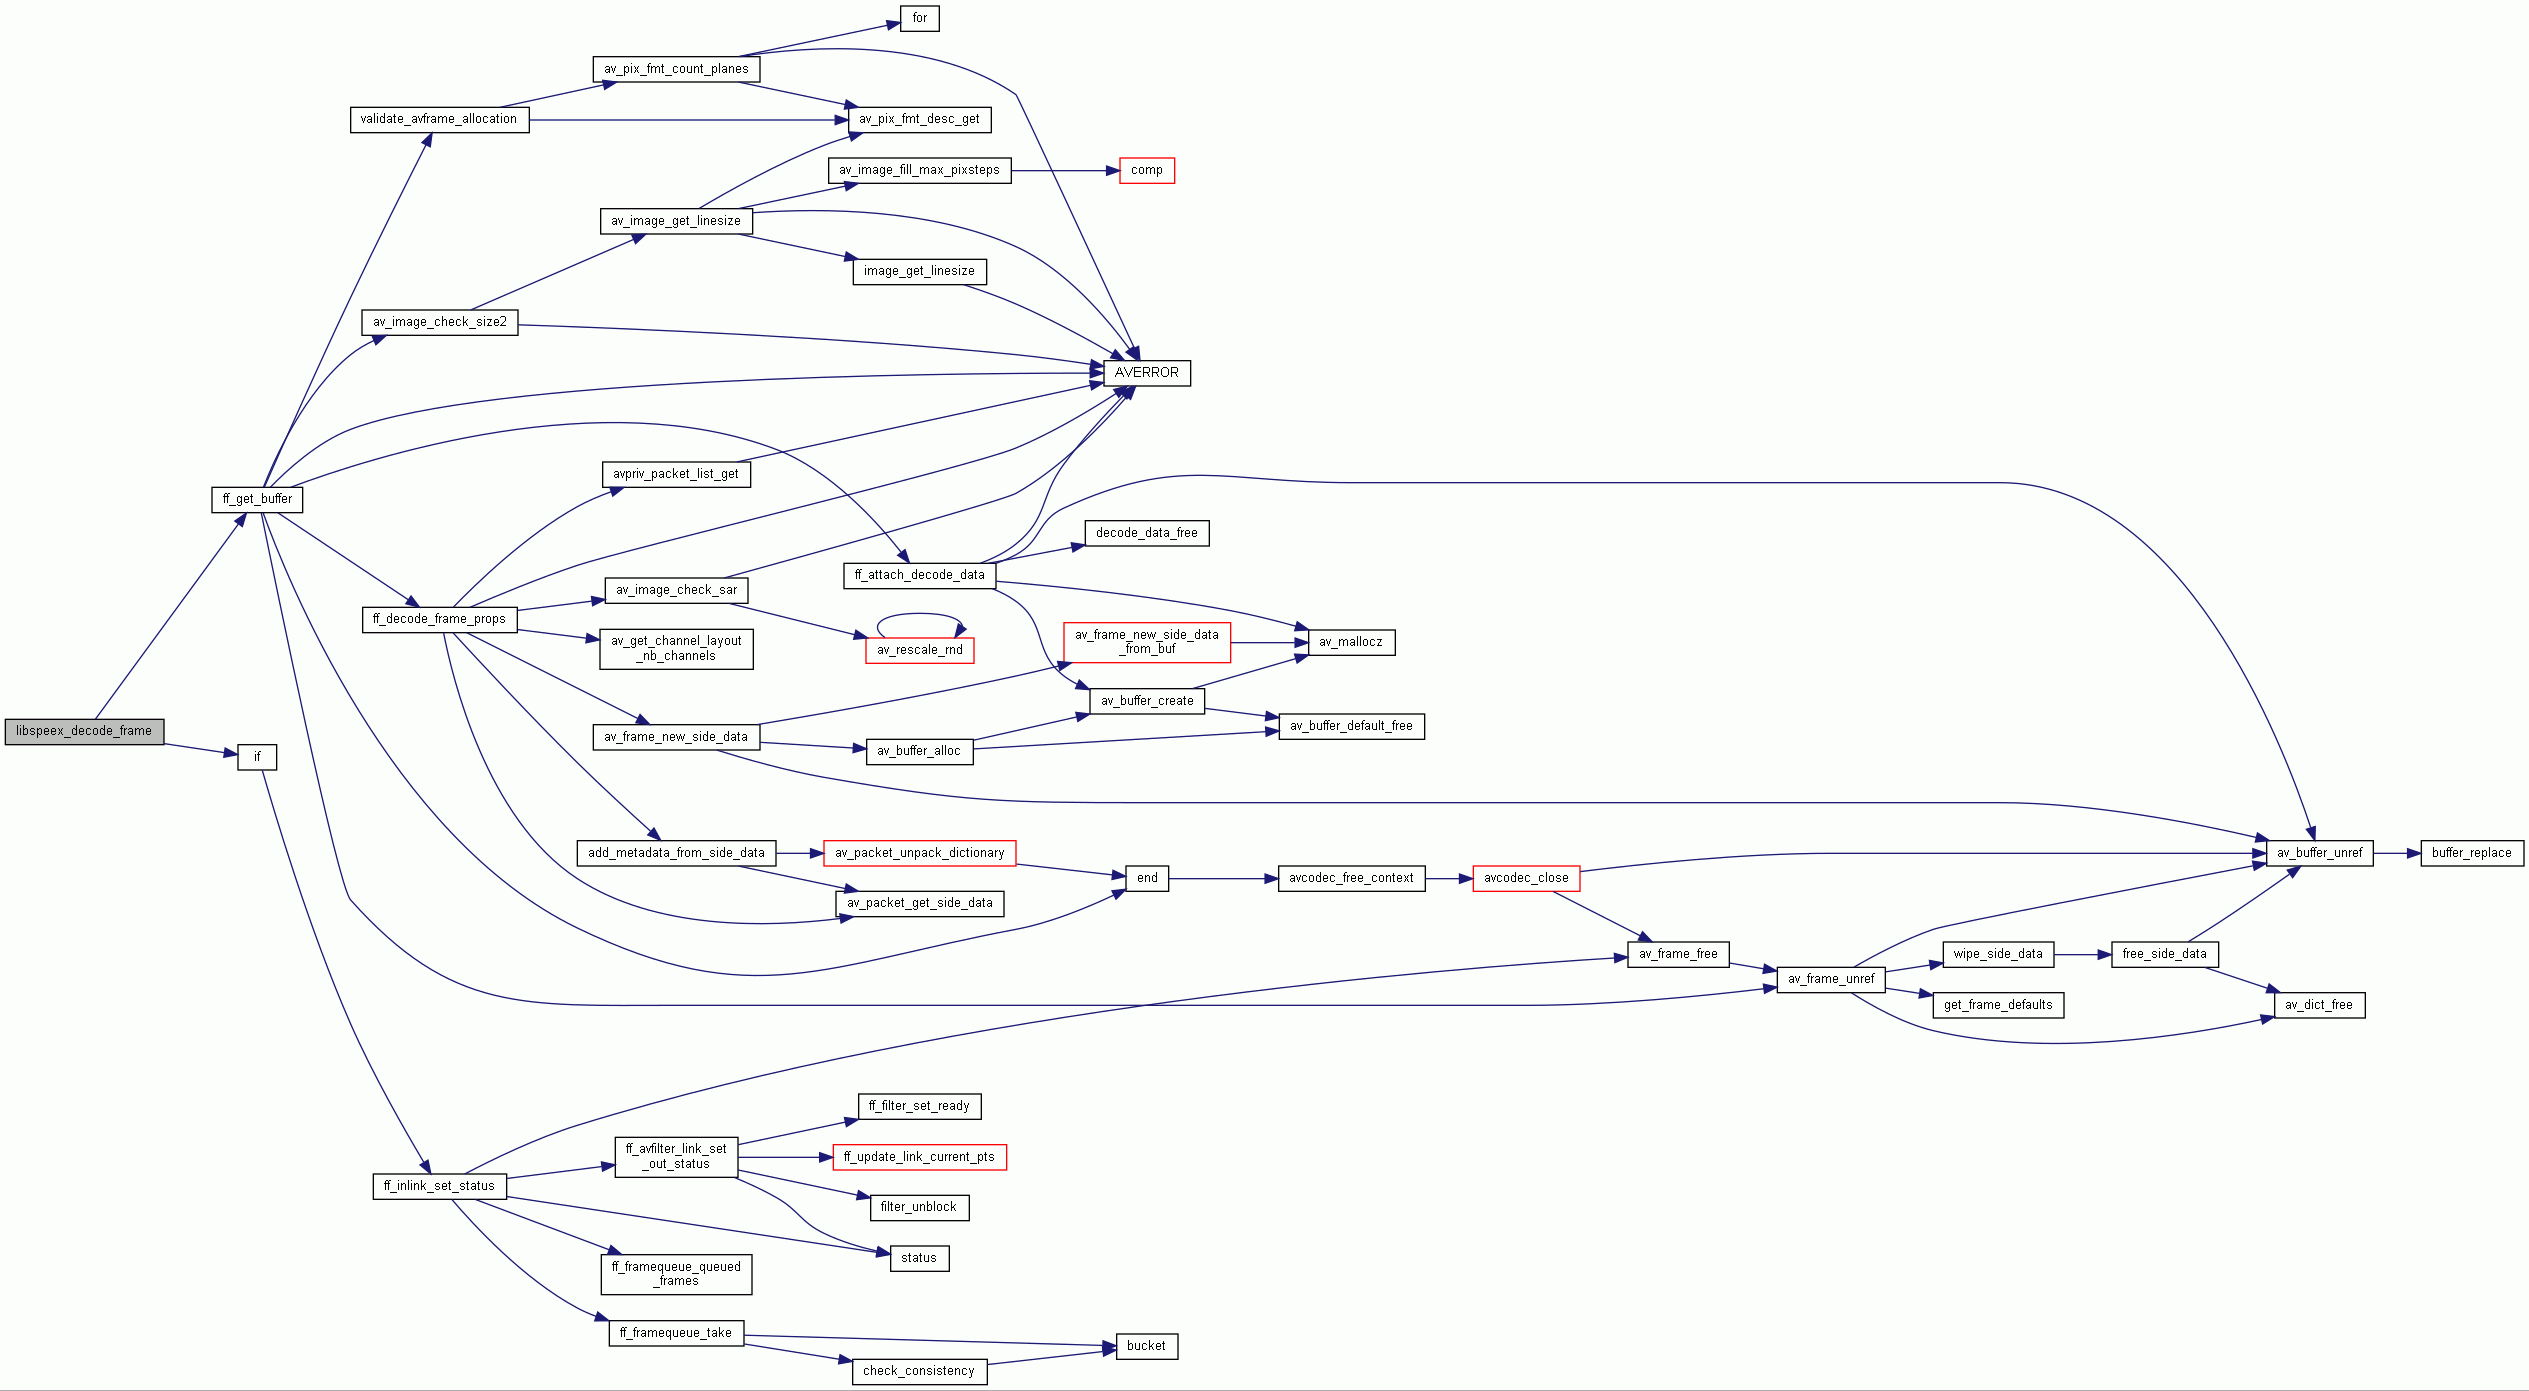 for
av_pix_fmt_count_planes
validate_avframe_allocation
av_pix_fmt_desc_get
av_image_fill_max_pixsteps
comp
av_image_get_linesize
image_get_linesize
av_image_check_size2
AVERROR
avpriv_packet_list_get
ff_get_buffer
decode_data_free
ff_attach_decode_data
av_image_check_sar
ff_decode_frame_props
av_get_channel_layout
_nb_channels
av_rescale_rnd
av_frame_new_side_data
_from_buf
av_mallocz
av_buffer_create
av_buffer_default_free
libspeex_decode_frame
av_frame_new_side_data
av_buffer_alloc
if
add_metadata_from_side_data
av_packet_unpack_dictionary
av_buffer_unref
buffer_replace
end
avcodec_free_context
avcodec_close
av_packet_get_side_data
av_frame_free
wipe_side_data
free_side_data
av_frame_unref
get_frame_defaults
av_dict_free
ff_filter_set_ready
ff_avfilter_link_set
_out_status
ff_update_link_current_pts
ff_inlink_set_status
filter_unblock
status
ff_framequeue_queued
_frames
ff_framequeue_take
bucket
check_consistency